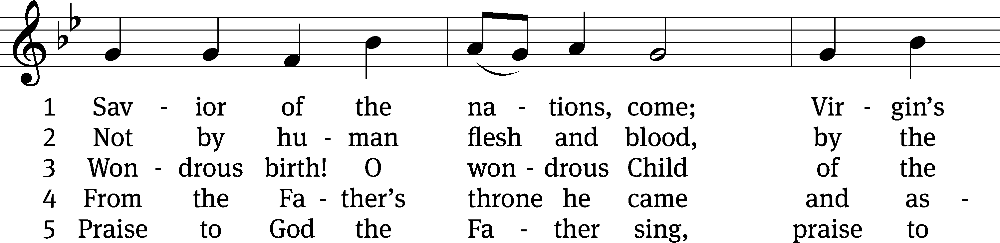 1 Sav - ior of the na - tions, come; Vir - gin’s
2 Not by hu - man flesh and blood, by the
3 Won - drous birth! O won - drous Child of the
4 From the Fa - ther’s throne he came and as -
5 Praise to God the Fa - ther sing, praise to